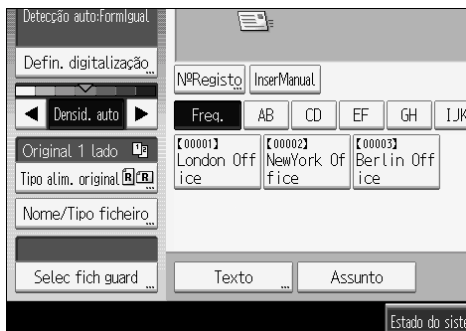 Detecção auto:FormIgual
Defin. digitalização
NºRegisto InserManual
Densid. auto
Freq. AB CD EF GH IJK
Original 1 lado
[00001] [00002] [00003]
London Off NewYork Of Berlin Off
ice fice ice
Tipo alim. original
Nome/Tipo ficheiro
Selec fich guard Texto Assunto
Estado do siste